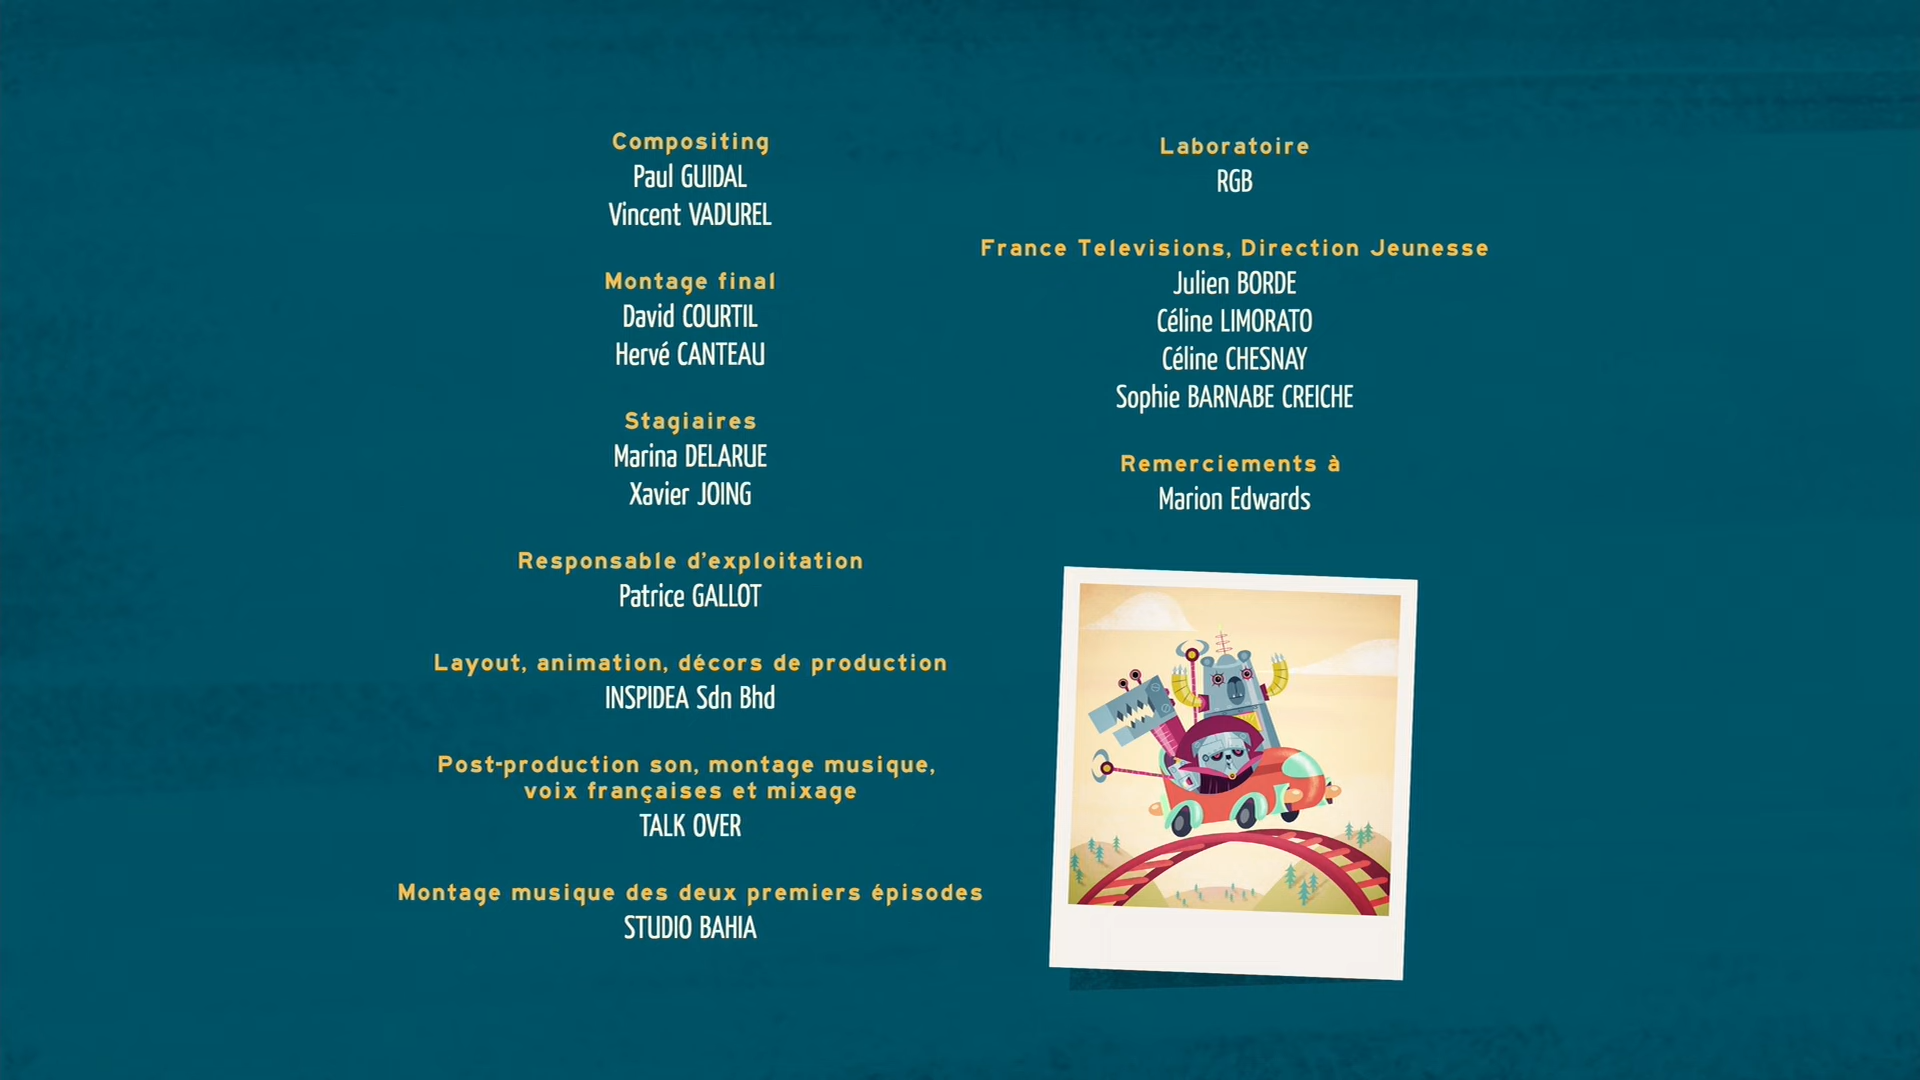 Compositing
Paul GUIDAL
Vincent VADUREL
Montage final
David COURTIL
Hervé CANTEAU
Stagiaires
Marina DELARUE
Xavier JOING
Responsable d'exploitation
Patrice GALLOT
Layout, animation, décors de production
INSPIDEA Sdn Bhd
Post-production son, montage musique,
voix françaises et mixage
TALK OVER
Montage musique des deux premiers épisodes
STUDIO BAHIA
Laboratoire
RGB
France Televisions, Direction Jeunesse
Julien BORDE
Céline LIMORATO
Céline CHESNAY
Sophie BARNABE CREICHE
Remerciements à
Marion Edwards